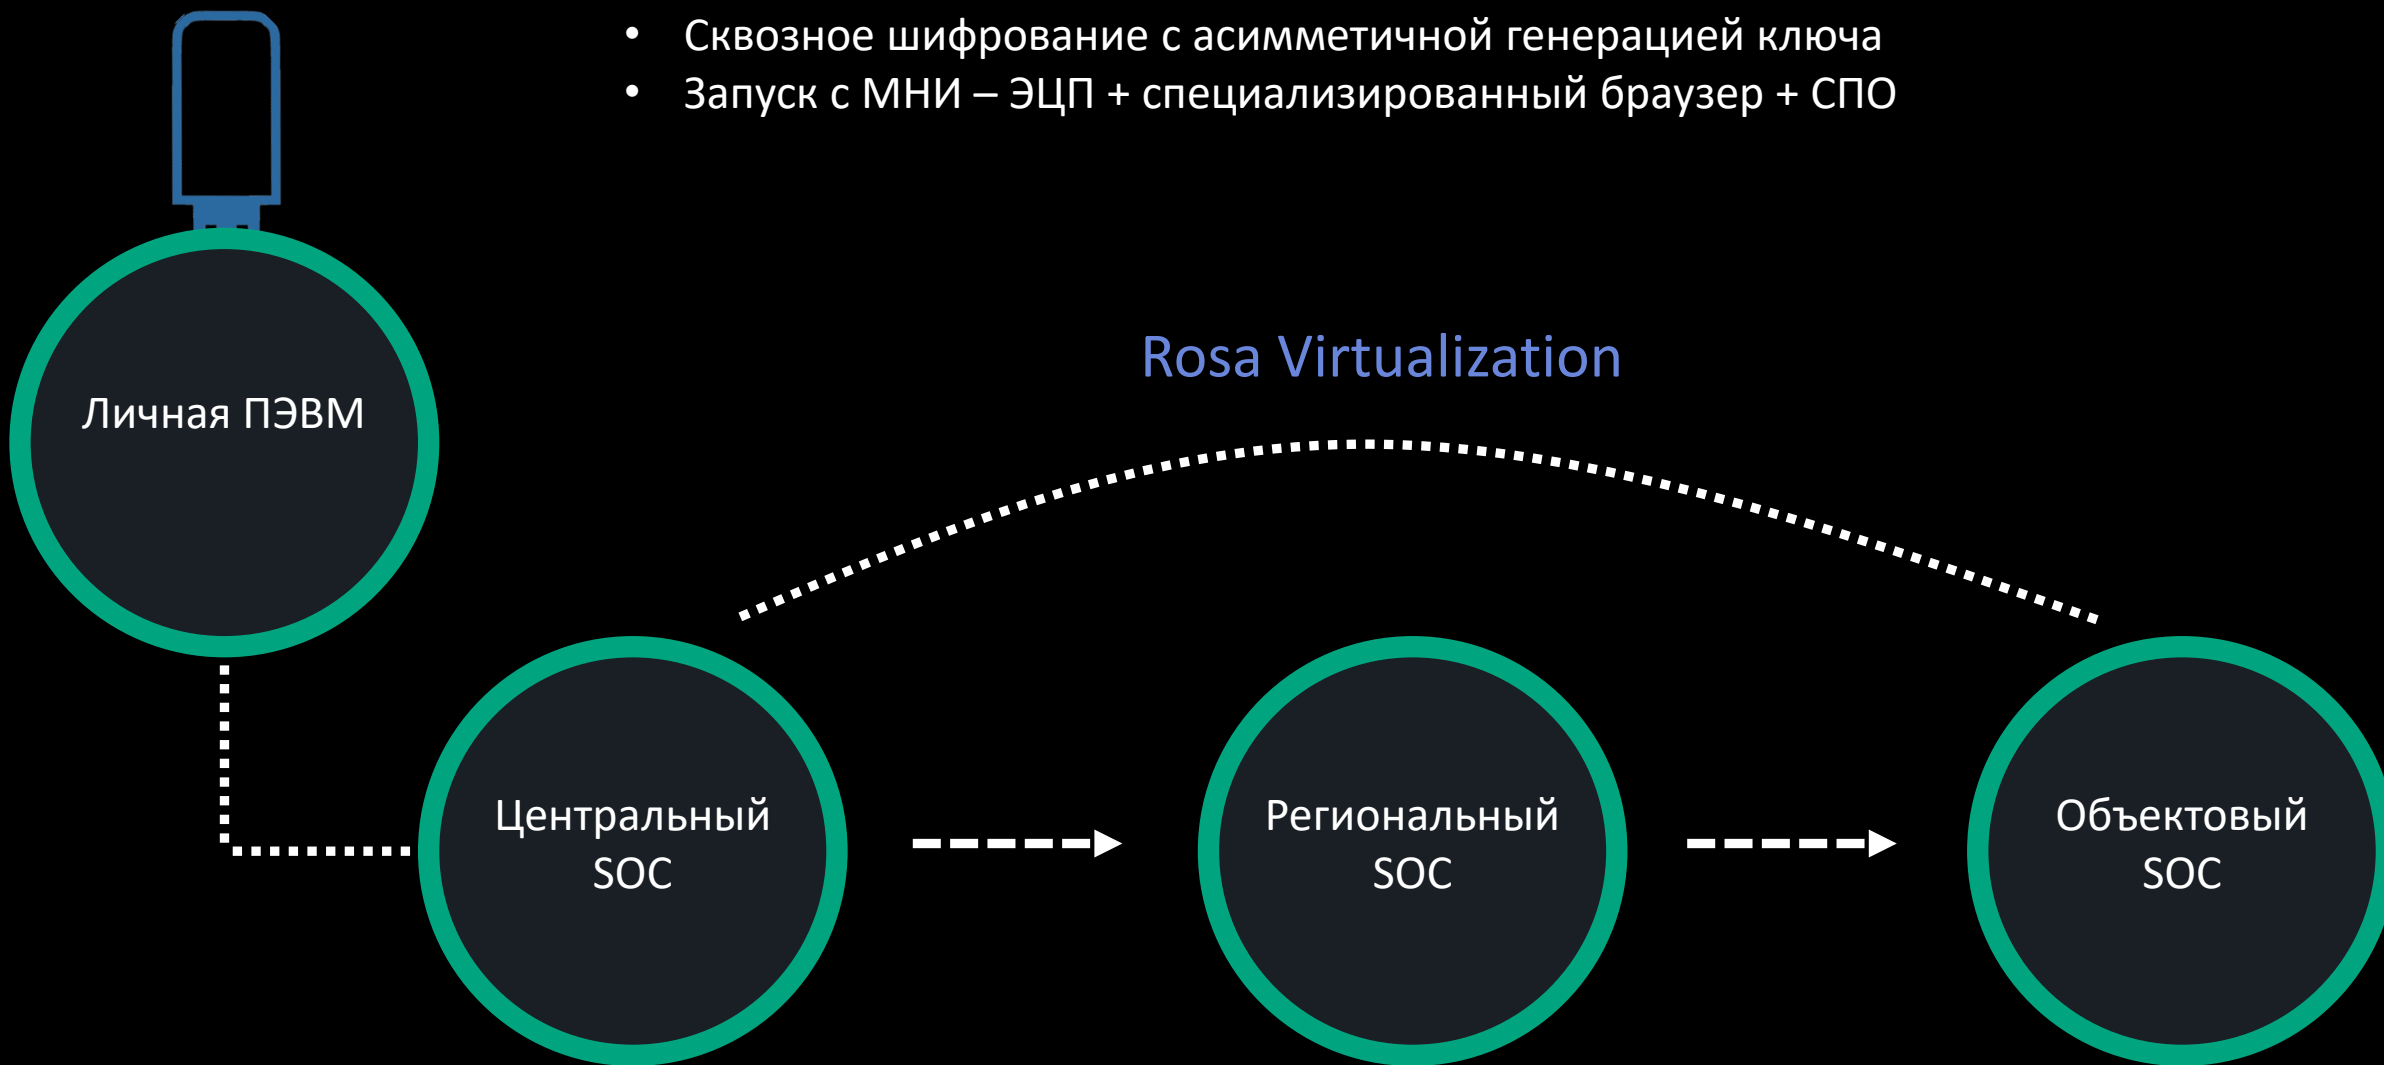 • Сквозное шифрование с асимметичной генерацией ключа
• Запуск с МНИ – ЭЦП + специализированный браузер + СПО
Rosa Virtualization
Личная ПЭВМ
Центральный
SOC
Региональный
SOC
Объектовый
SOC